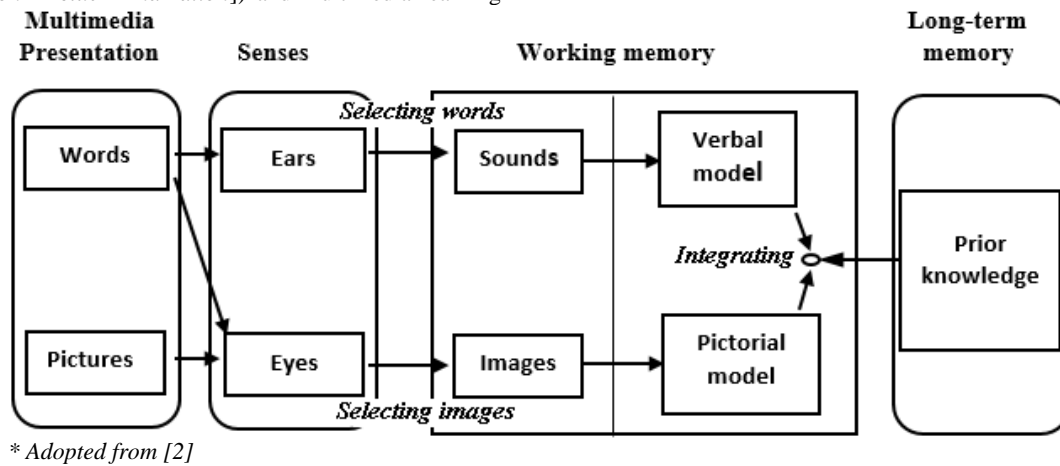 Multimedia Presentation
Senses
Working memory
Long-term memory
Selecting words
Words
Ears
Sounds
Verbal model
Integrating
Prior knowledge
Pictures
Eyes
Images
Pictorial model
Selecting images
* Adopted from [2]